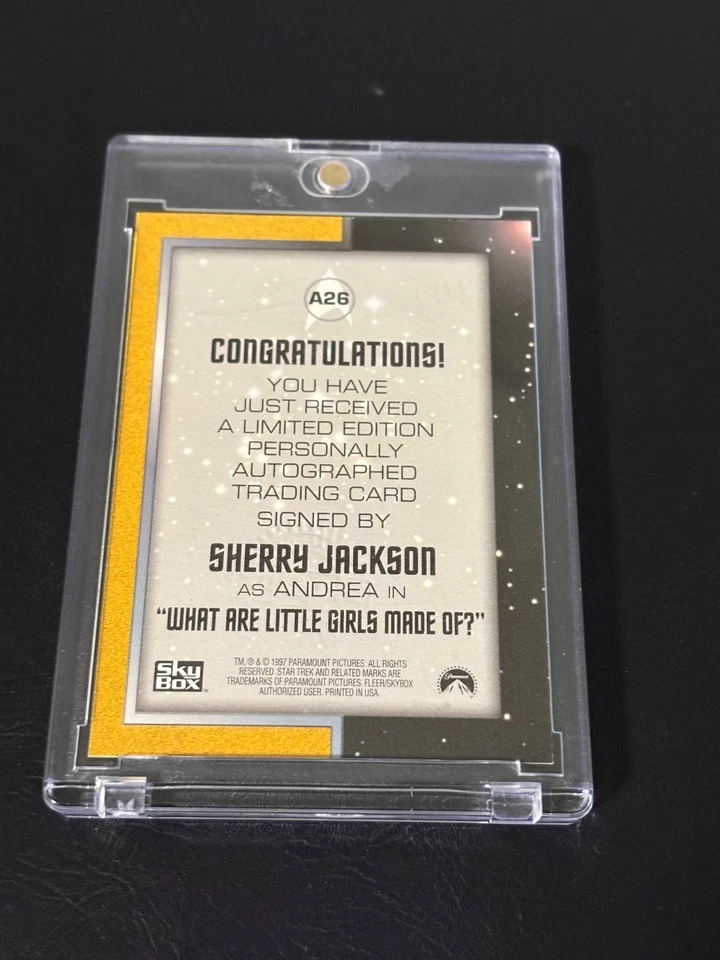 A26
CONGRATULATIONS!
YOU HAVE
JUST RECEIVED
A LIMITED EDITION
PERSONALLY
AUTOGRAPHED
TRADING CARD
SIGNED BY
SHERRY JACKSON
AS ANDREA IN
“WHAT ARE LITTLE GIRLS MADE OF?”
SkyBOX™
TM, ® & © 1997 PARAMOUNT PICTURES. ALL RIGHTS
RESERVED. STAR TREK AND RELATED MARKS ARE
TRADEMARKS OF PARAMOUNT PICTURES. FLEER/SKYBOX
AUTHORIZED USER. PRINTED IN USA.
Paramount